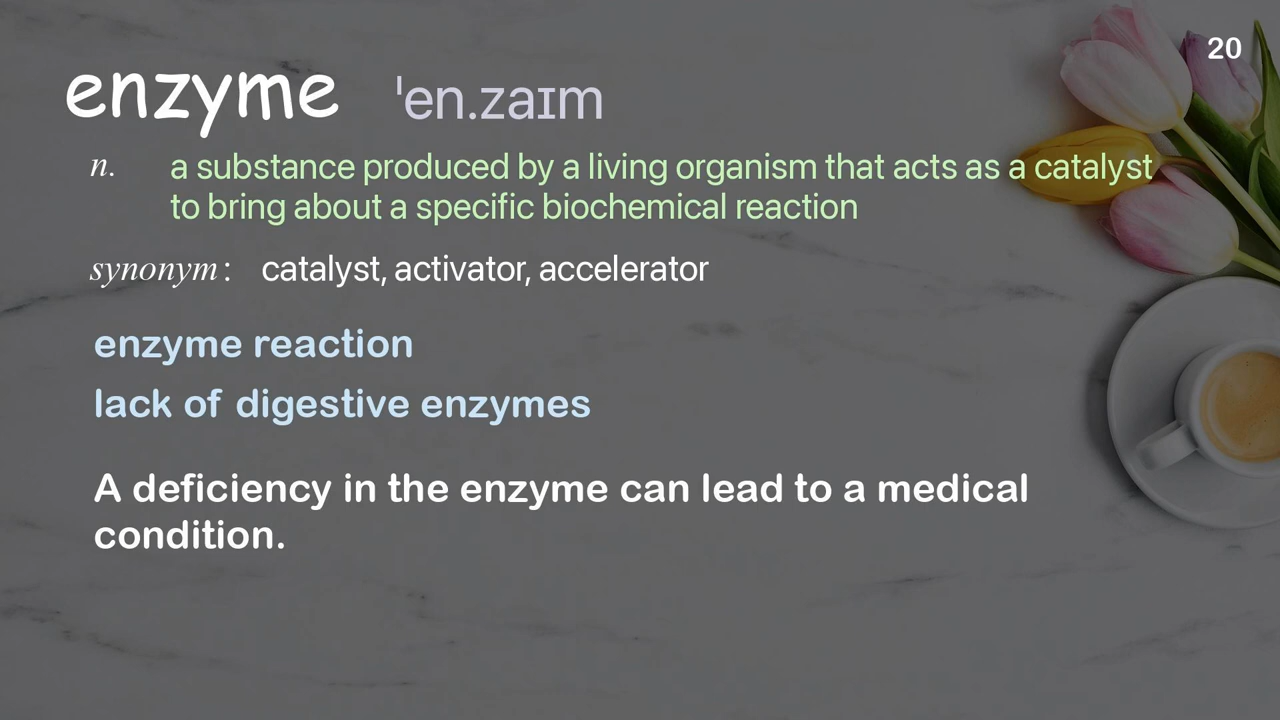 20
enzyme ˈen.zaɪm
n. a substance produced by a living organism that acts as a catalyst
to bring about a specific biochemical reaction
synonym: catalyst, activator, accelerator
enzyme reaction
lack of digestive enzymes
A deficiency in the enzyme can lead to a medical
condition.